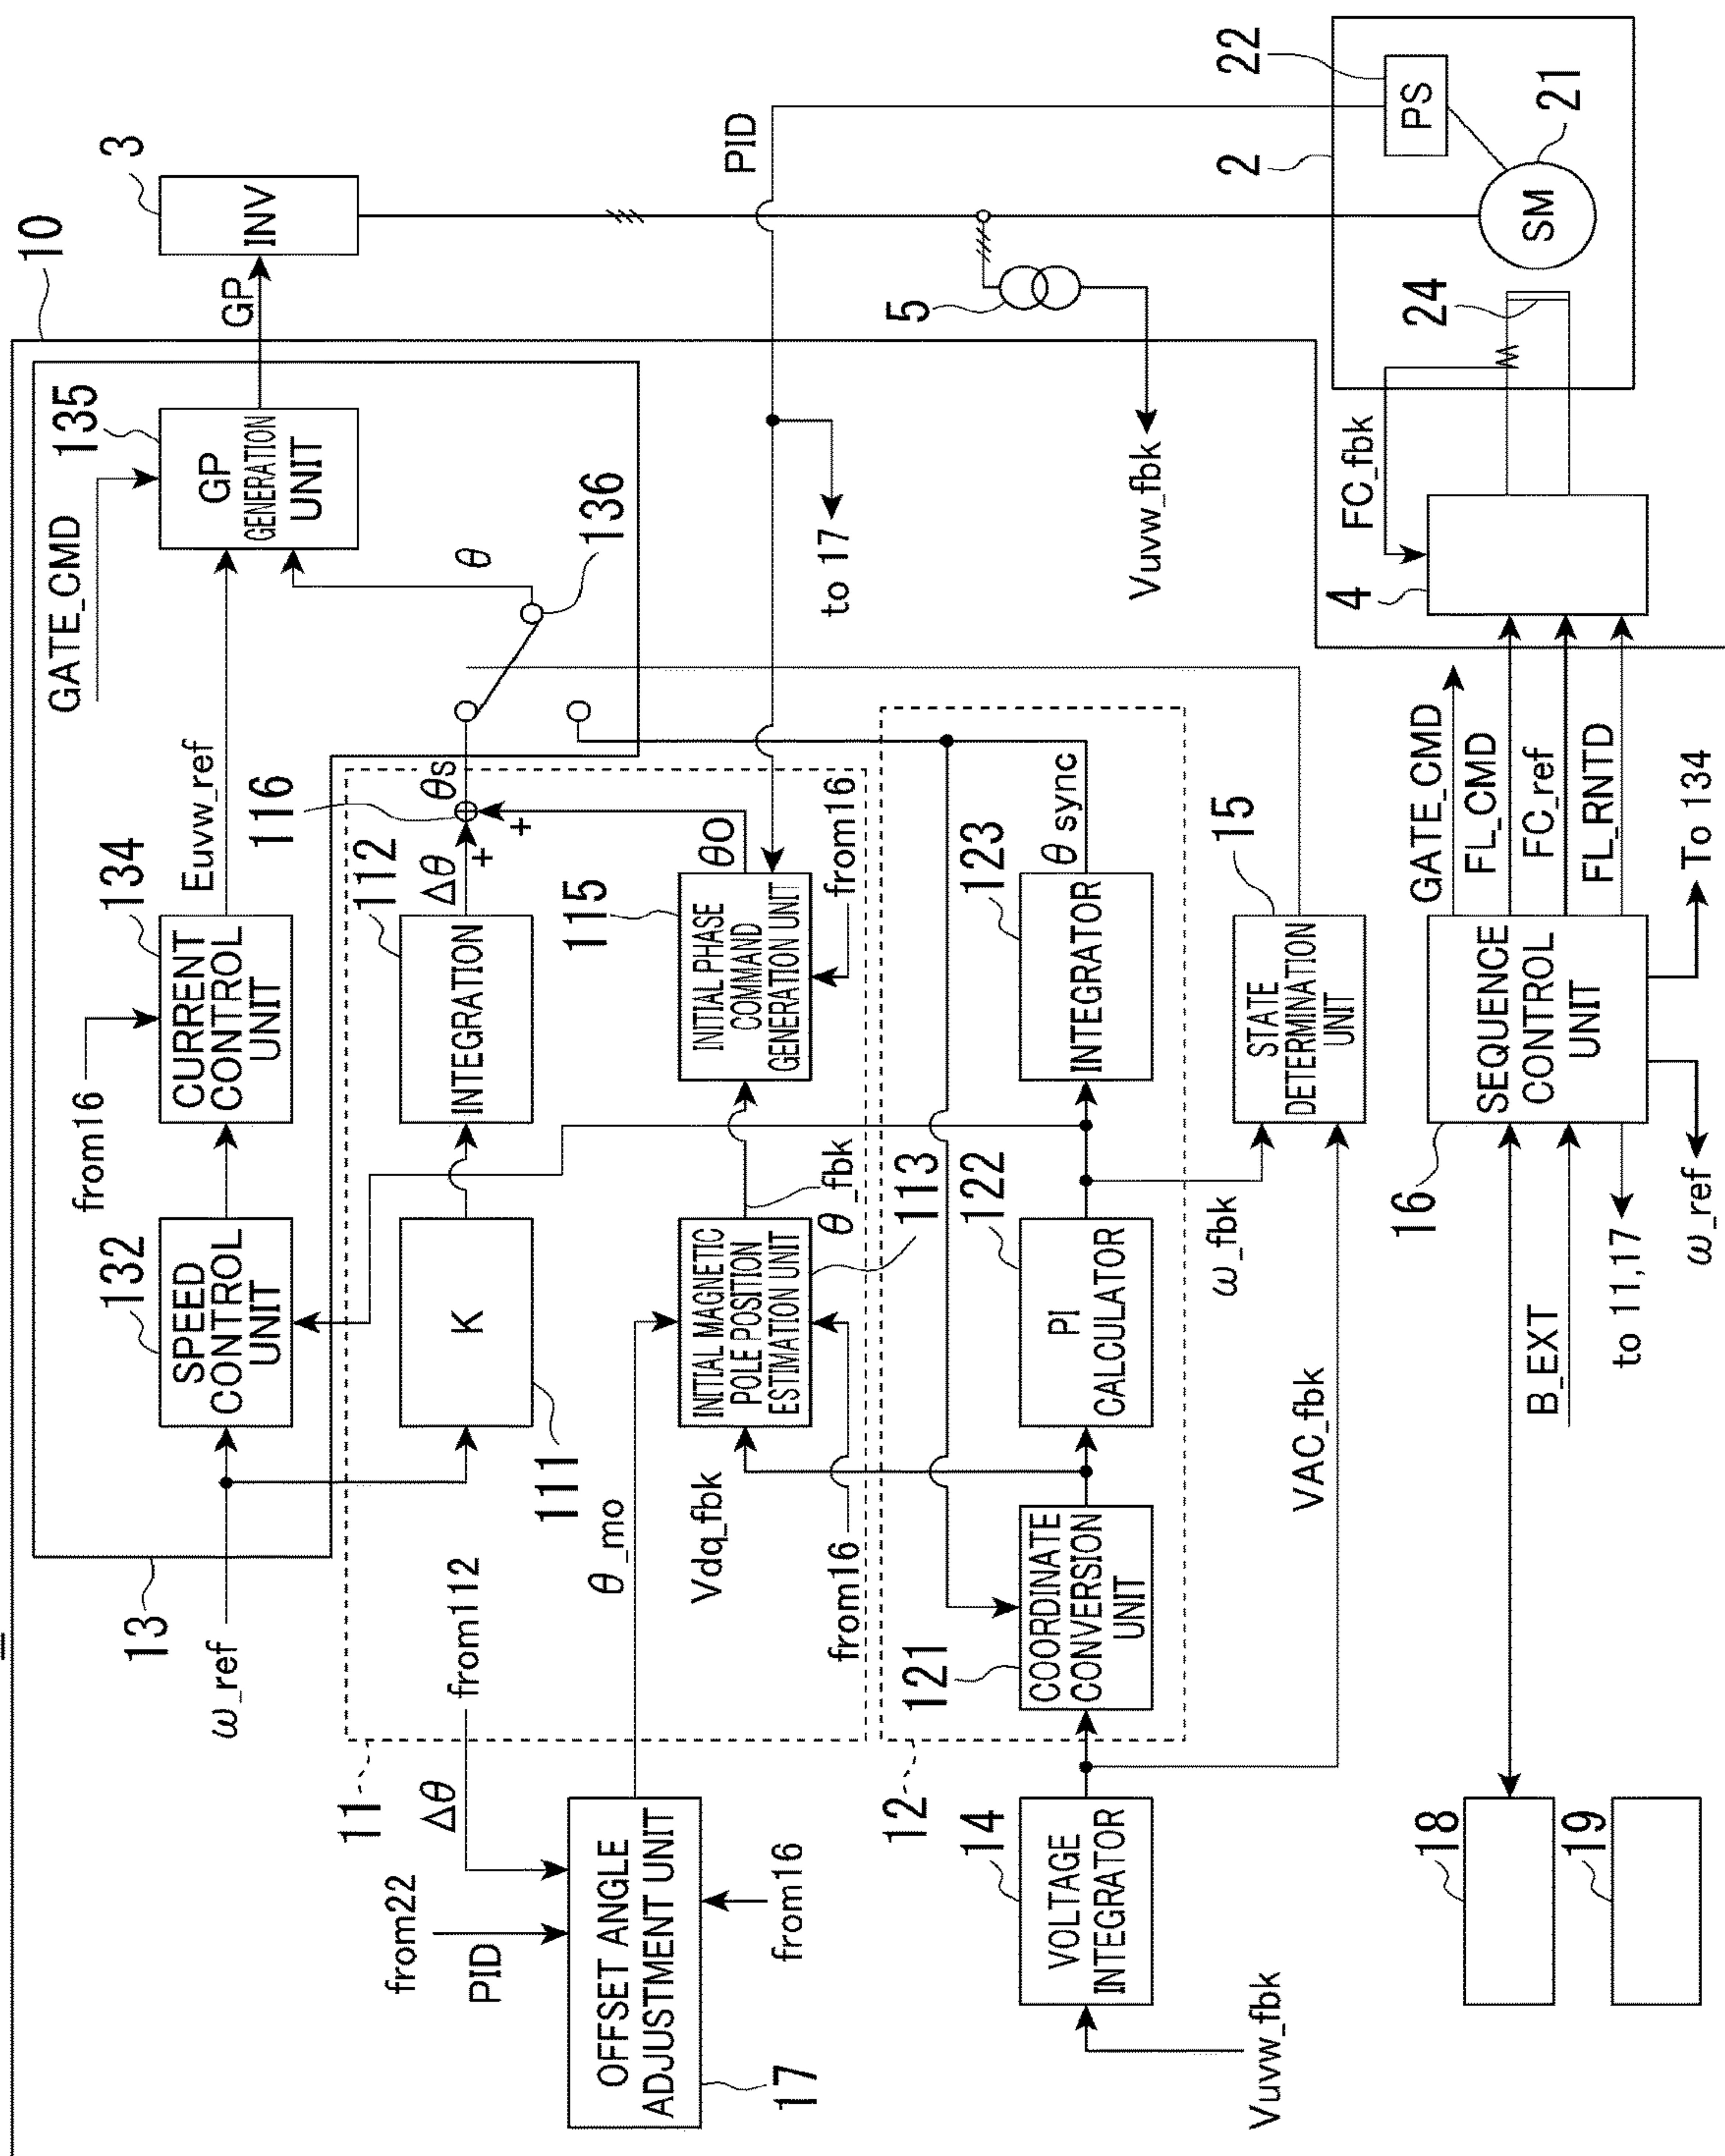 10
3
INV
GP
GATE_CMD
135
GP
GENERATION
UNIT
θ
136
Euvw_ref
from16
134
CURRENT
CONTROL
UNIT
132
SPEED
CONTROL
UNIT
13
ω_ref
116
θs
Δθ
+
+
112
INTEGRATION
K
111
from112
Δθ
11
θ0
115
INITIAL PHASE
COMMAND
GENERATION UNIT
from16
θ_fbk
113
INITIAL MAGNETIC
POLE POSITION
ESTIMATION UNIT
θ_mo
Vdq_fbk
from16
from22
PID
OFFSET ANGLE
ADJUSTMENT UNIT
17
from16
PID
to 17
5
Vuvw_fbk
θsync
123
INTEGRATOR
122
PI
CALCULATOR
121
COORDINATE
CONVERSION
UNIT
12
14
VOLTAGE
INTEGRATOR
Vuvw_fbk
15
STATE
DETERMINATION
UNIT
ω_fbk
VAC_fbk
22
PS
2
SM
21
24
FC_fbk
4
GATE_CMD
FL_CMD
FC_ref
FL_RNTD
To 134
SEQUENCE
CONTROL
UNIT
16
B_EXT
to 11,17
ω_ref
18
19